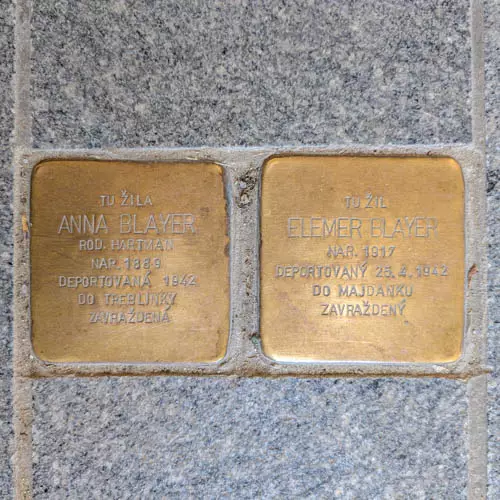 TU ŽILA
ANNA BLAYER
ROD. HARTMAN
NAR. 1889
DEPORTOVANÁ 1942
DO TREBLINKY
ZAVRAŽDENÁ
TU ŽIL
ELEMER BLAYER
NAR. 1917
DEPORTOVANÝ 25.4.1942
DO MAJDANKU
ZAVRAŽDENÝ